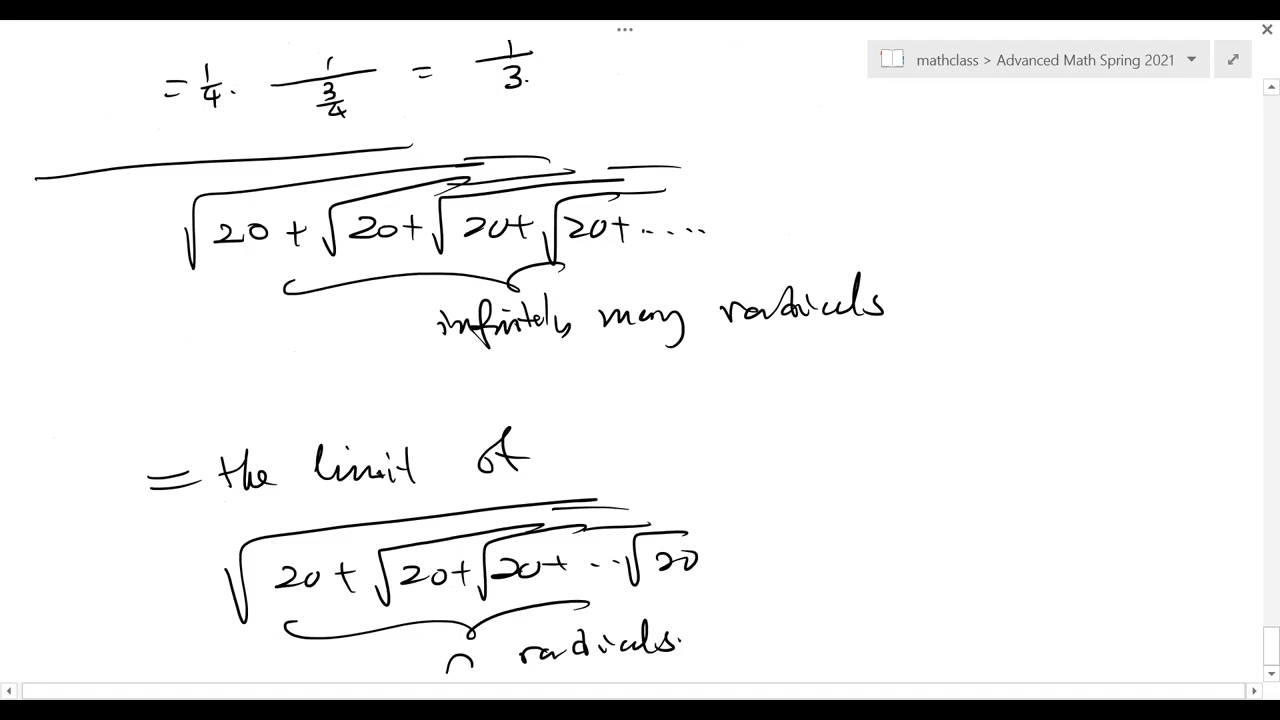 mathclass > Advanced Math Spring 2021
= 1/4 · 1/(3/4) = 1/3.
√(20 + √(20 + √(20 + √(20 + ....
infinitely many radicals
= the limit of
√(20 + √(20 + √(20 + ... √20
n radicals.